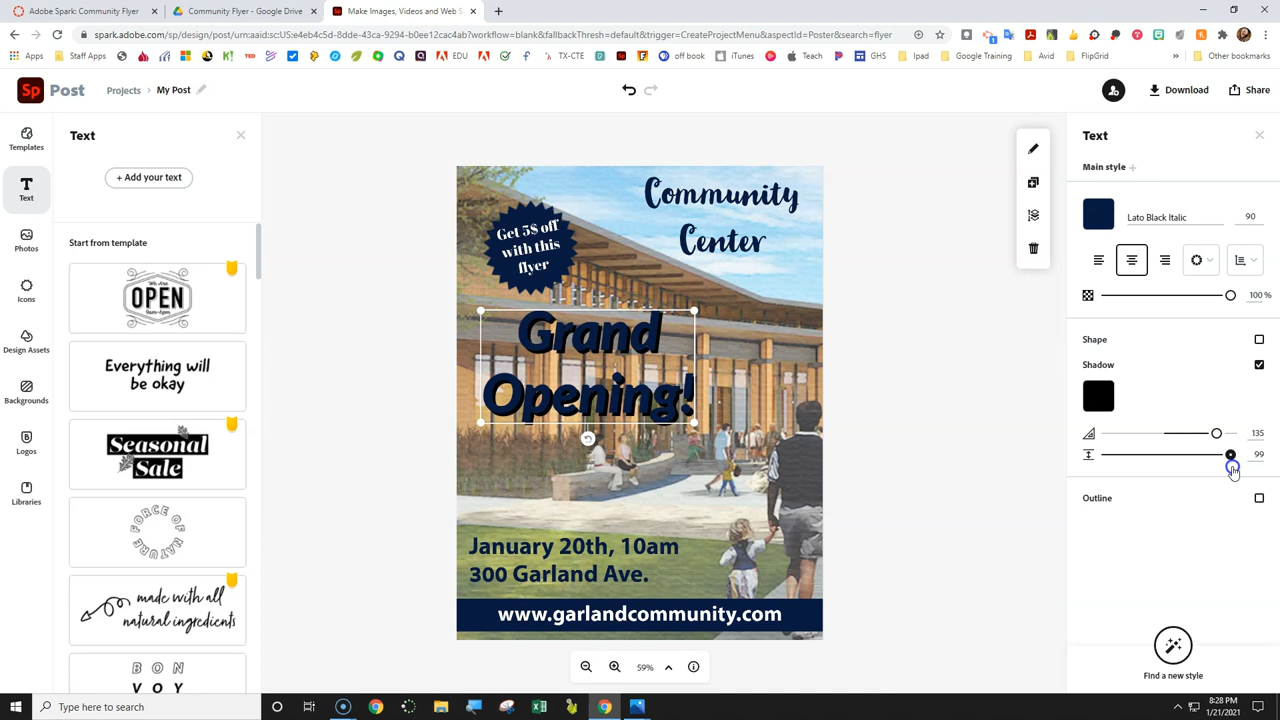 Adobe Spark: Community Flyer
Community Flyer - Google Drive
Make Images, Videos and Web S
spark.adobe.com/sp/design/post/urn:aaid:sc:US:e4eb4c5d-8dde-43ca-9294-b0ee12cac4ab?workflow=blank&fallbackThresh=default&trigger=CreateProjectMenu&aspectId=Poster&search=flyer
Apps
Staff Apps
EDU
TX-CTE
off book
iTunes
Teach
GHS
Ipad
Google Training
Avid
FlipGrid
»
Other bookmarks
Sp
Post
Projects > My Post
Download
Share
Templates
Text
Photos
Icons
Design Assets
Backgrounds
Logos
Libraries
Text
+ Add your text
Start from template
We Are
OPEN
Everything will
be okay
Seasonal
Sale
FORCE OF NATURE
made with all
natural ingredients
BON
VOY
Community
Center
Get 5$ off
with this
flyer
Grand
Opening!
January 20th, 10am
300 Garland Ave.
www.garlandcommunity.com
59%
Text
Main style +
Lato Black Italic 90
100 %
Shape
Shadow
135
99
Outline
Find a new style
Type here to search
8:28 PM
1/21/2021